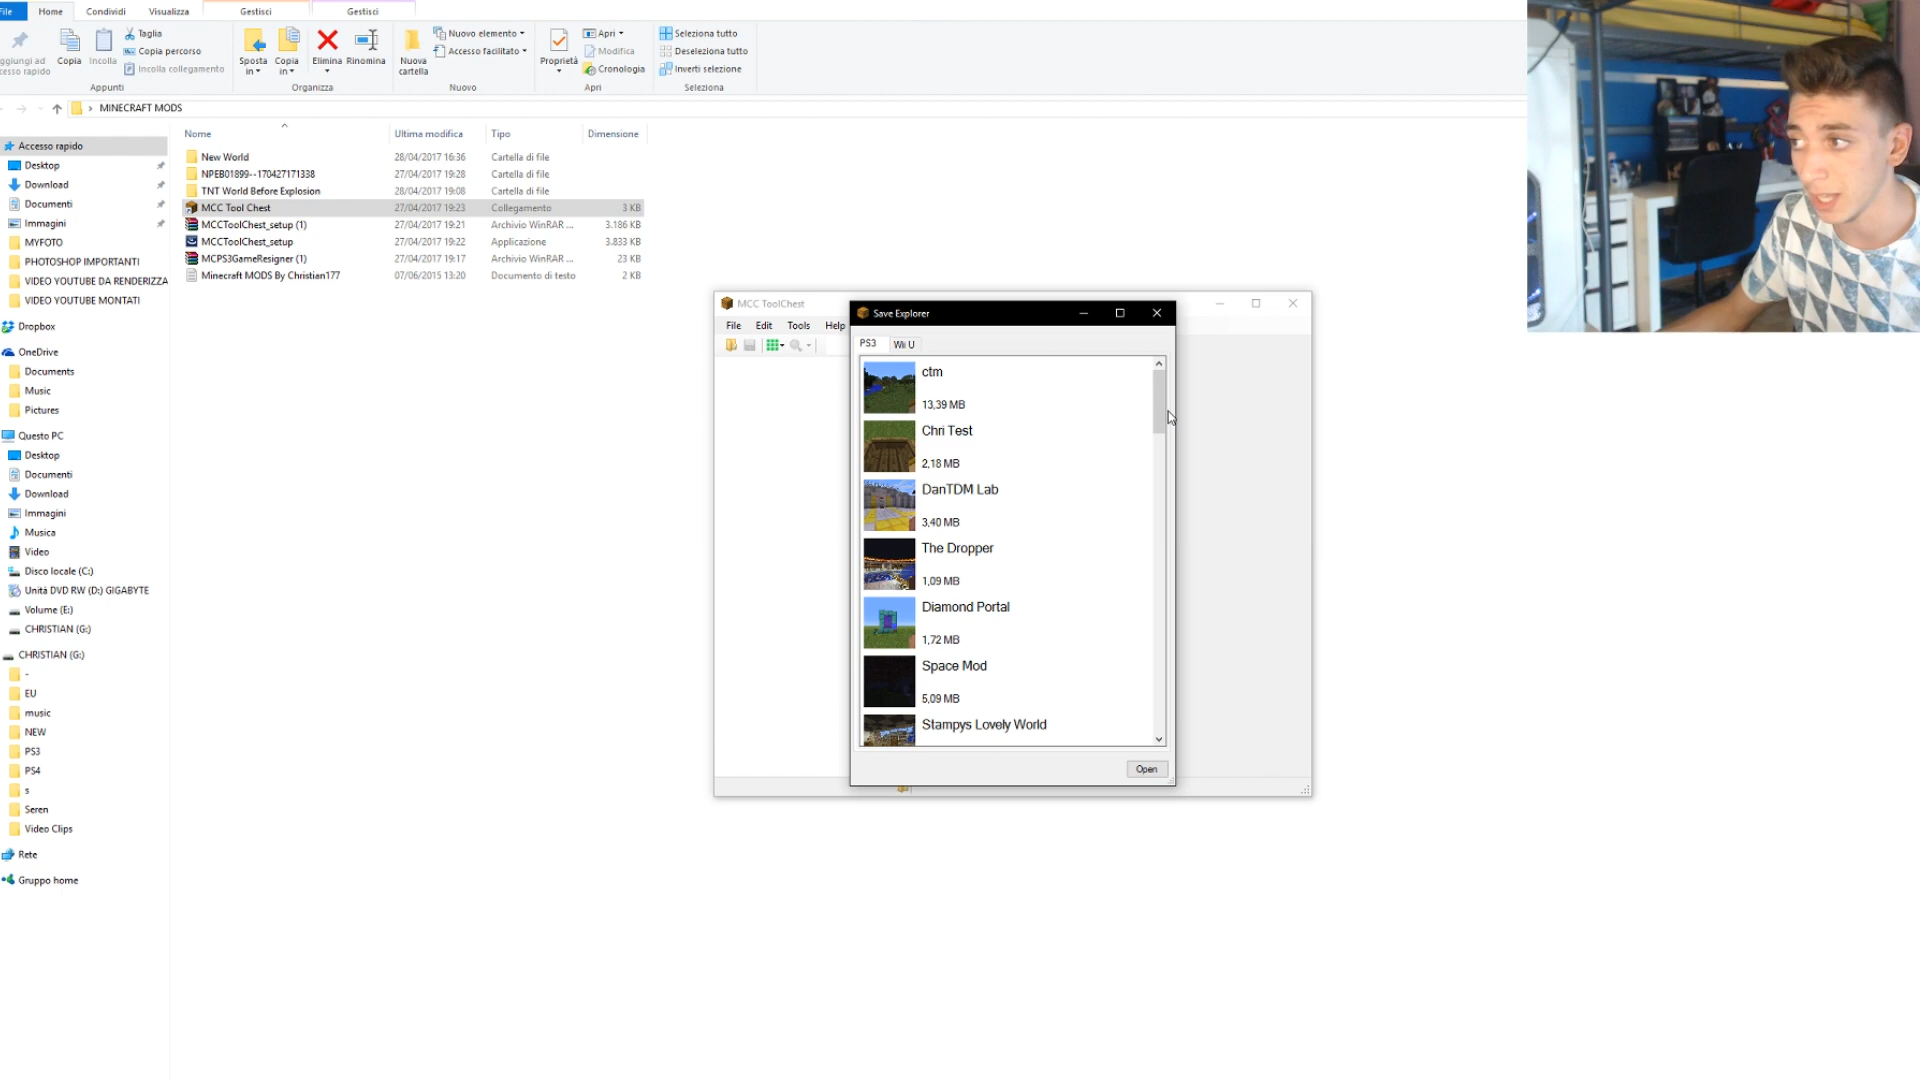 File Home Condividi Visualizza Gestisci Gestisci
Taglia
Copia percorso
Incolla collegamento
Copia Incolla
Appunti
Sposta in Copia in Elimina Rinomina
Organizza
Nuova cartella
Nuovo elemento
Accesso facilitato
Nuovo
Proprietà
Apri
Modifica
Cronologia
Apri
Seleziona tutto
Deseleziona tutto
Inverti selezione
Seleziona
MINECRAFT MODS
Nome Ultima modifica Tipo Dimensione
New World 28/04/2017 16:36 Cartella di file
NPEB01899--170427171338 27/04/2017 19:28 Cartella di file
TNT World Before Explosion 28/04/2017 19:08 Cartella di file
MCC Tool Chest 27/04/2017 19:23 Collegamento 3 KB
MCCToolChest_setup (1) 27/04/2017 19:21 Archivio WinRAR ... 3.186 KB
MCCToolChest_setup 27/04/2017 19:22 Applicazione 3.833 KB
MCPS3GameResigner (1) 27/04/2017 19:17 Archivio WinRAR ... 23 KB
Minecraft MODS By Christian177 07/06/2015 13:20 Documento di testo 2 KB
Accesso rapido
Desktop
Download
Documenti
Immagini
MYFOTO
PHOTOSHOP IMPORTANTI
VIDEO YOUTUBE DA RENDERIZZA
VIDEO YOUTUBE MONTATI
Dropbox
OneDrive
Documents
Music
Pictures
Questo PC
Desktop
Documenti
Download
Immagini
Musica
Video
Disco locale (C:)
Unità DVD RW (D:) GIGABYTE
Volume (E:)
CHRISTIAN (G:)
CHRISTIAN (G:)
-
EU
music
NEW
PS3
PS4
s
Seren
Video Clips
Rete
Gruppo home
MCC ToolChest
File Edit Tools Help
Save Explorer
PS3 Wii U
ctm
13,39 MB
Chri Test
2,18 MB
DanTDM Lab
3,40 MB
The Dropper
1,09 MB
Diamond Portal
1,72 MB
Space Mod
5,09 MB
Stampys Lovely World
Open